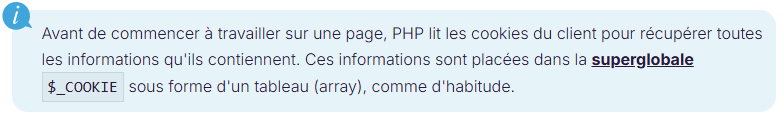 i
Avant de commencer à travailler sur une page, PHP lit les cookies du client pour récupérer toutes
les informations qu'ils contiennent. Ces informations sont placées dans la superglobale
$_COOKIE sous forme d'un tableau (array), comme d'habitude.